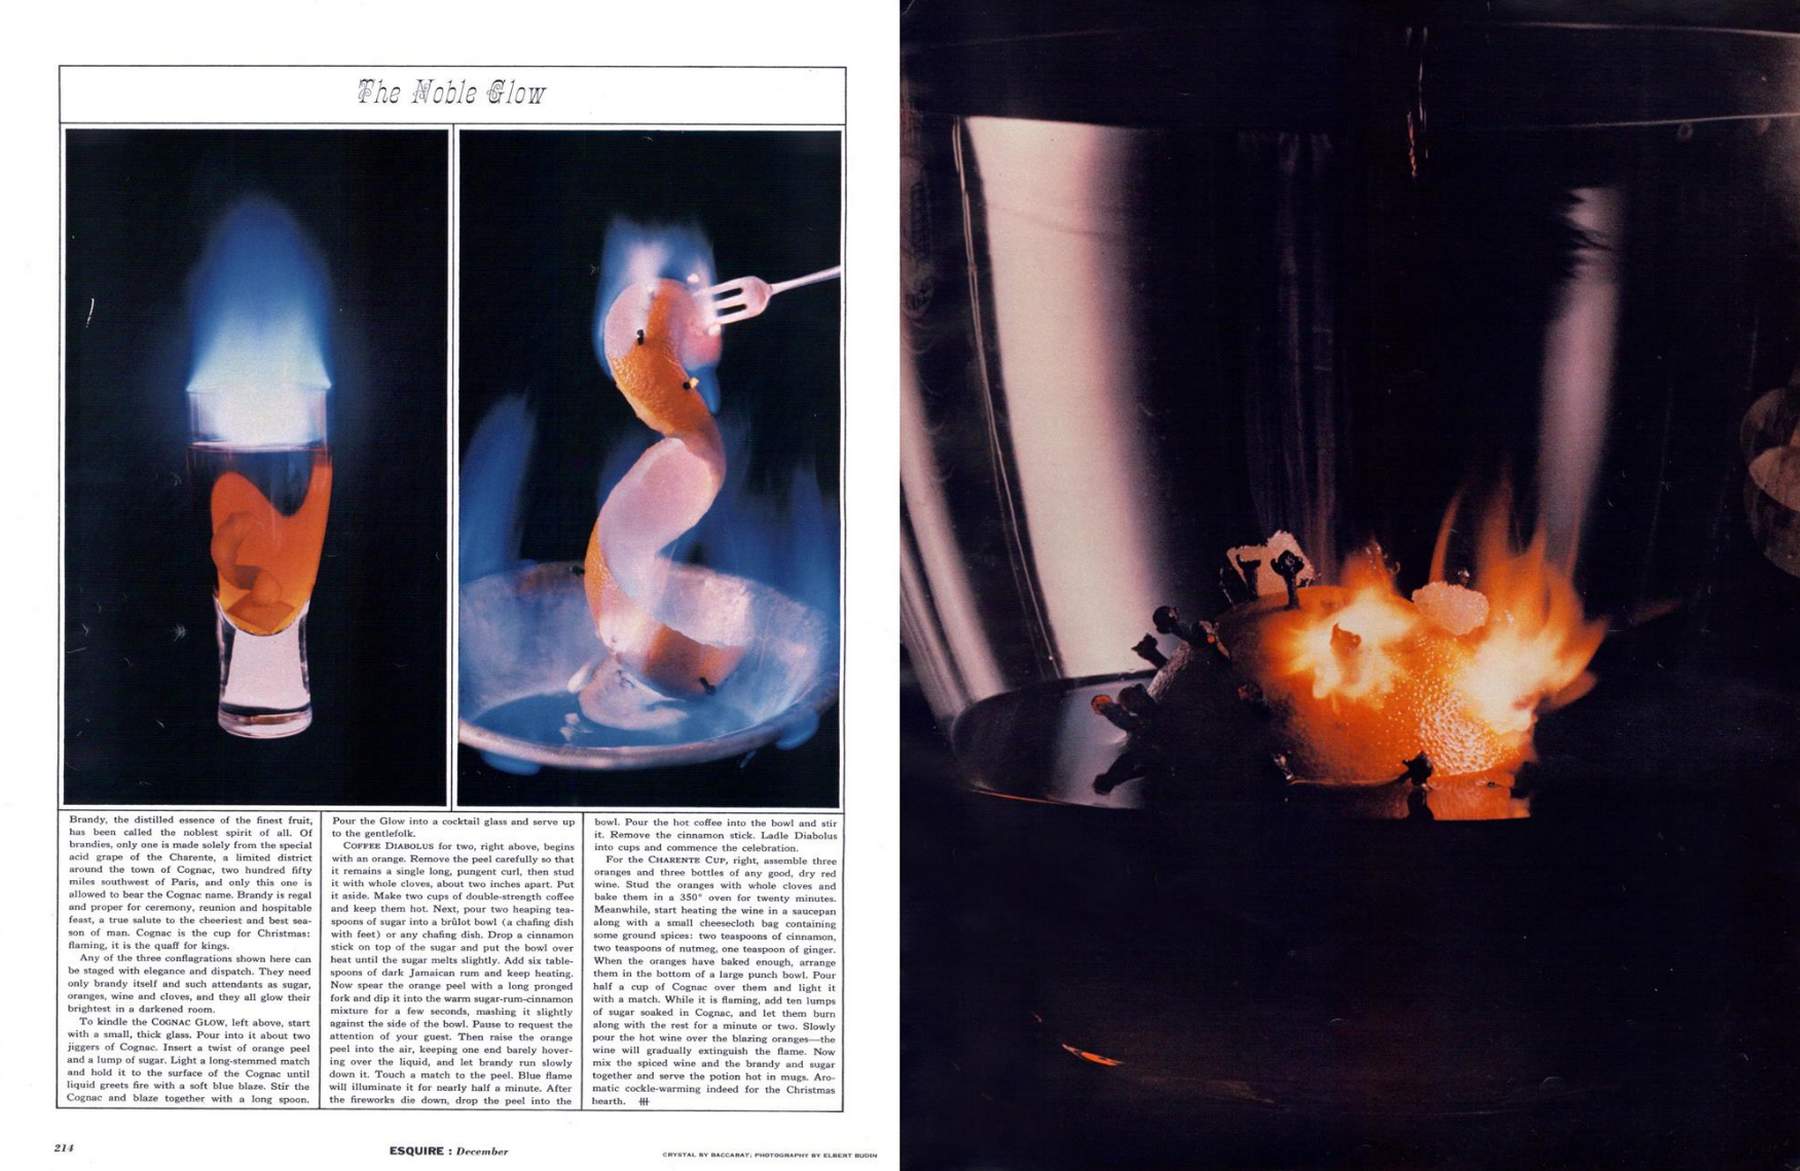 The Noble Glow
Brandy, the distilled essence of the finest fruit,
has been called the noblest spirit of all. Of
brandies, only one is made solely from the special
acid grape of the Charente, a limited district
around the town of Cognac, two hundred fifty
miles southwest of Paris, and only this one is
allowed to bear the Cognac name. Brandy is regal
and proper for ceremony, reunion and hospitable
feast, a true salute to the cheeriest and best sea-
son of man. Cognac is the cup for Christmas:
flaming, it is the quaff for kings.
Any of the three conflagrations shown here can
be staged with elegance and dispatch. They need
only brandy itself and such attendants as sugar,
oranges, wine and cloves, and they all glow their
brightest in a darkened room.
To kindle the COGNAC GLOW, left above, start
with a small, thick glass. Pour into it about two
jiggers of Cognac. Insert a twist of orange peel
and a lump of sugar. Light a long-stemmed match
and hold it to the surface of the Cognac until
liquid greets fire with a soft blue blaze. Stir the
Cognac and blaze together with a long spoon.
Pour the Glow into a cocktail glass and serve up
to the gentlefolk.
COFFEE DIABOLUS for two, right above, begins
with an orange. Remove the peel carefully so that
it remains a single long, pungent curl, then stud
it with whole cloves, about two inches apart. Put
it aside. Make two cups of double-strength coffee
and keep them hot. Next, pour two heaping tea-
spoons of sugar into a brûlot bowl (a chafing dish
with feet) or any chafing dish. Drop a cinnamon
stick on top of the sugar and put the bowl over
heat until the sugar melts slightly. Add six table-
spoons of dark Jamaican rum and keep heating.
Now spear the orange peel with a long pronged
fork and dip it into the warm sugar-rum-cinnamon
mixture for a few seconds, mashing it slightly
against the side of the bowl. Pause to request the
attention of your guest. Then raise the orange
peel into the air, keeping one end barely hover-
ing over the liquid, and let brandy run slowly
down it. Touch a match to the peel. Blue flame
will illuminate it for nearly half a minute. After
the fireworks die down, drop the peel into the
bowl. Pour the hot coffee into the bowl and stir
it. Remove the cinnamon stick. Ladle Diabolus
into cups and commence the celebration.
For the CHARENTE CUP, right, assemble three
oranges and three bottles of any good, dry red
wine. Stud the oranges with whole cloves and
bake them in a 350° oven for twenty minutes.
Meanwhile, start heating the wine in a saucepan
along with a small cheesecloth bag containing
some ground spices: two teaspoons of cinnamon,
two teaspoons of nutmeg, one teaspoon of ginger.
When the oranges have baked enough, arrange
them in the bottom of a large punch bowl. Pour
half a cup of Cognac over them and light it
with a match. While it is flaming, add ten lumps
of sugar soaked in Cognac, and let them burn
along with the rest for a minute or two. Slowly
pour the hot wine over the blazing oranges—the
wine will gradually extinguish the flame. Now
mix the spiced wine and the brandy and sugar
together and serve the potion hot in mugs. Aro-
matic cockle-warming indeed for the Christmas
hearth.
214
ESQUIRE : December
CRYSTAL BY BACCARAT; PHOTOGRAPHY BY ELBERT BUDIN